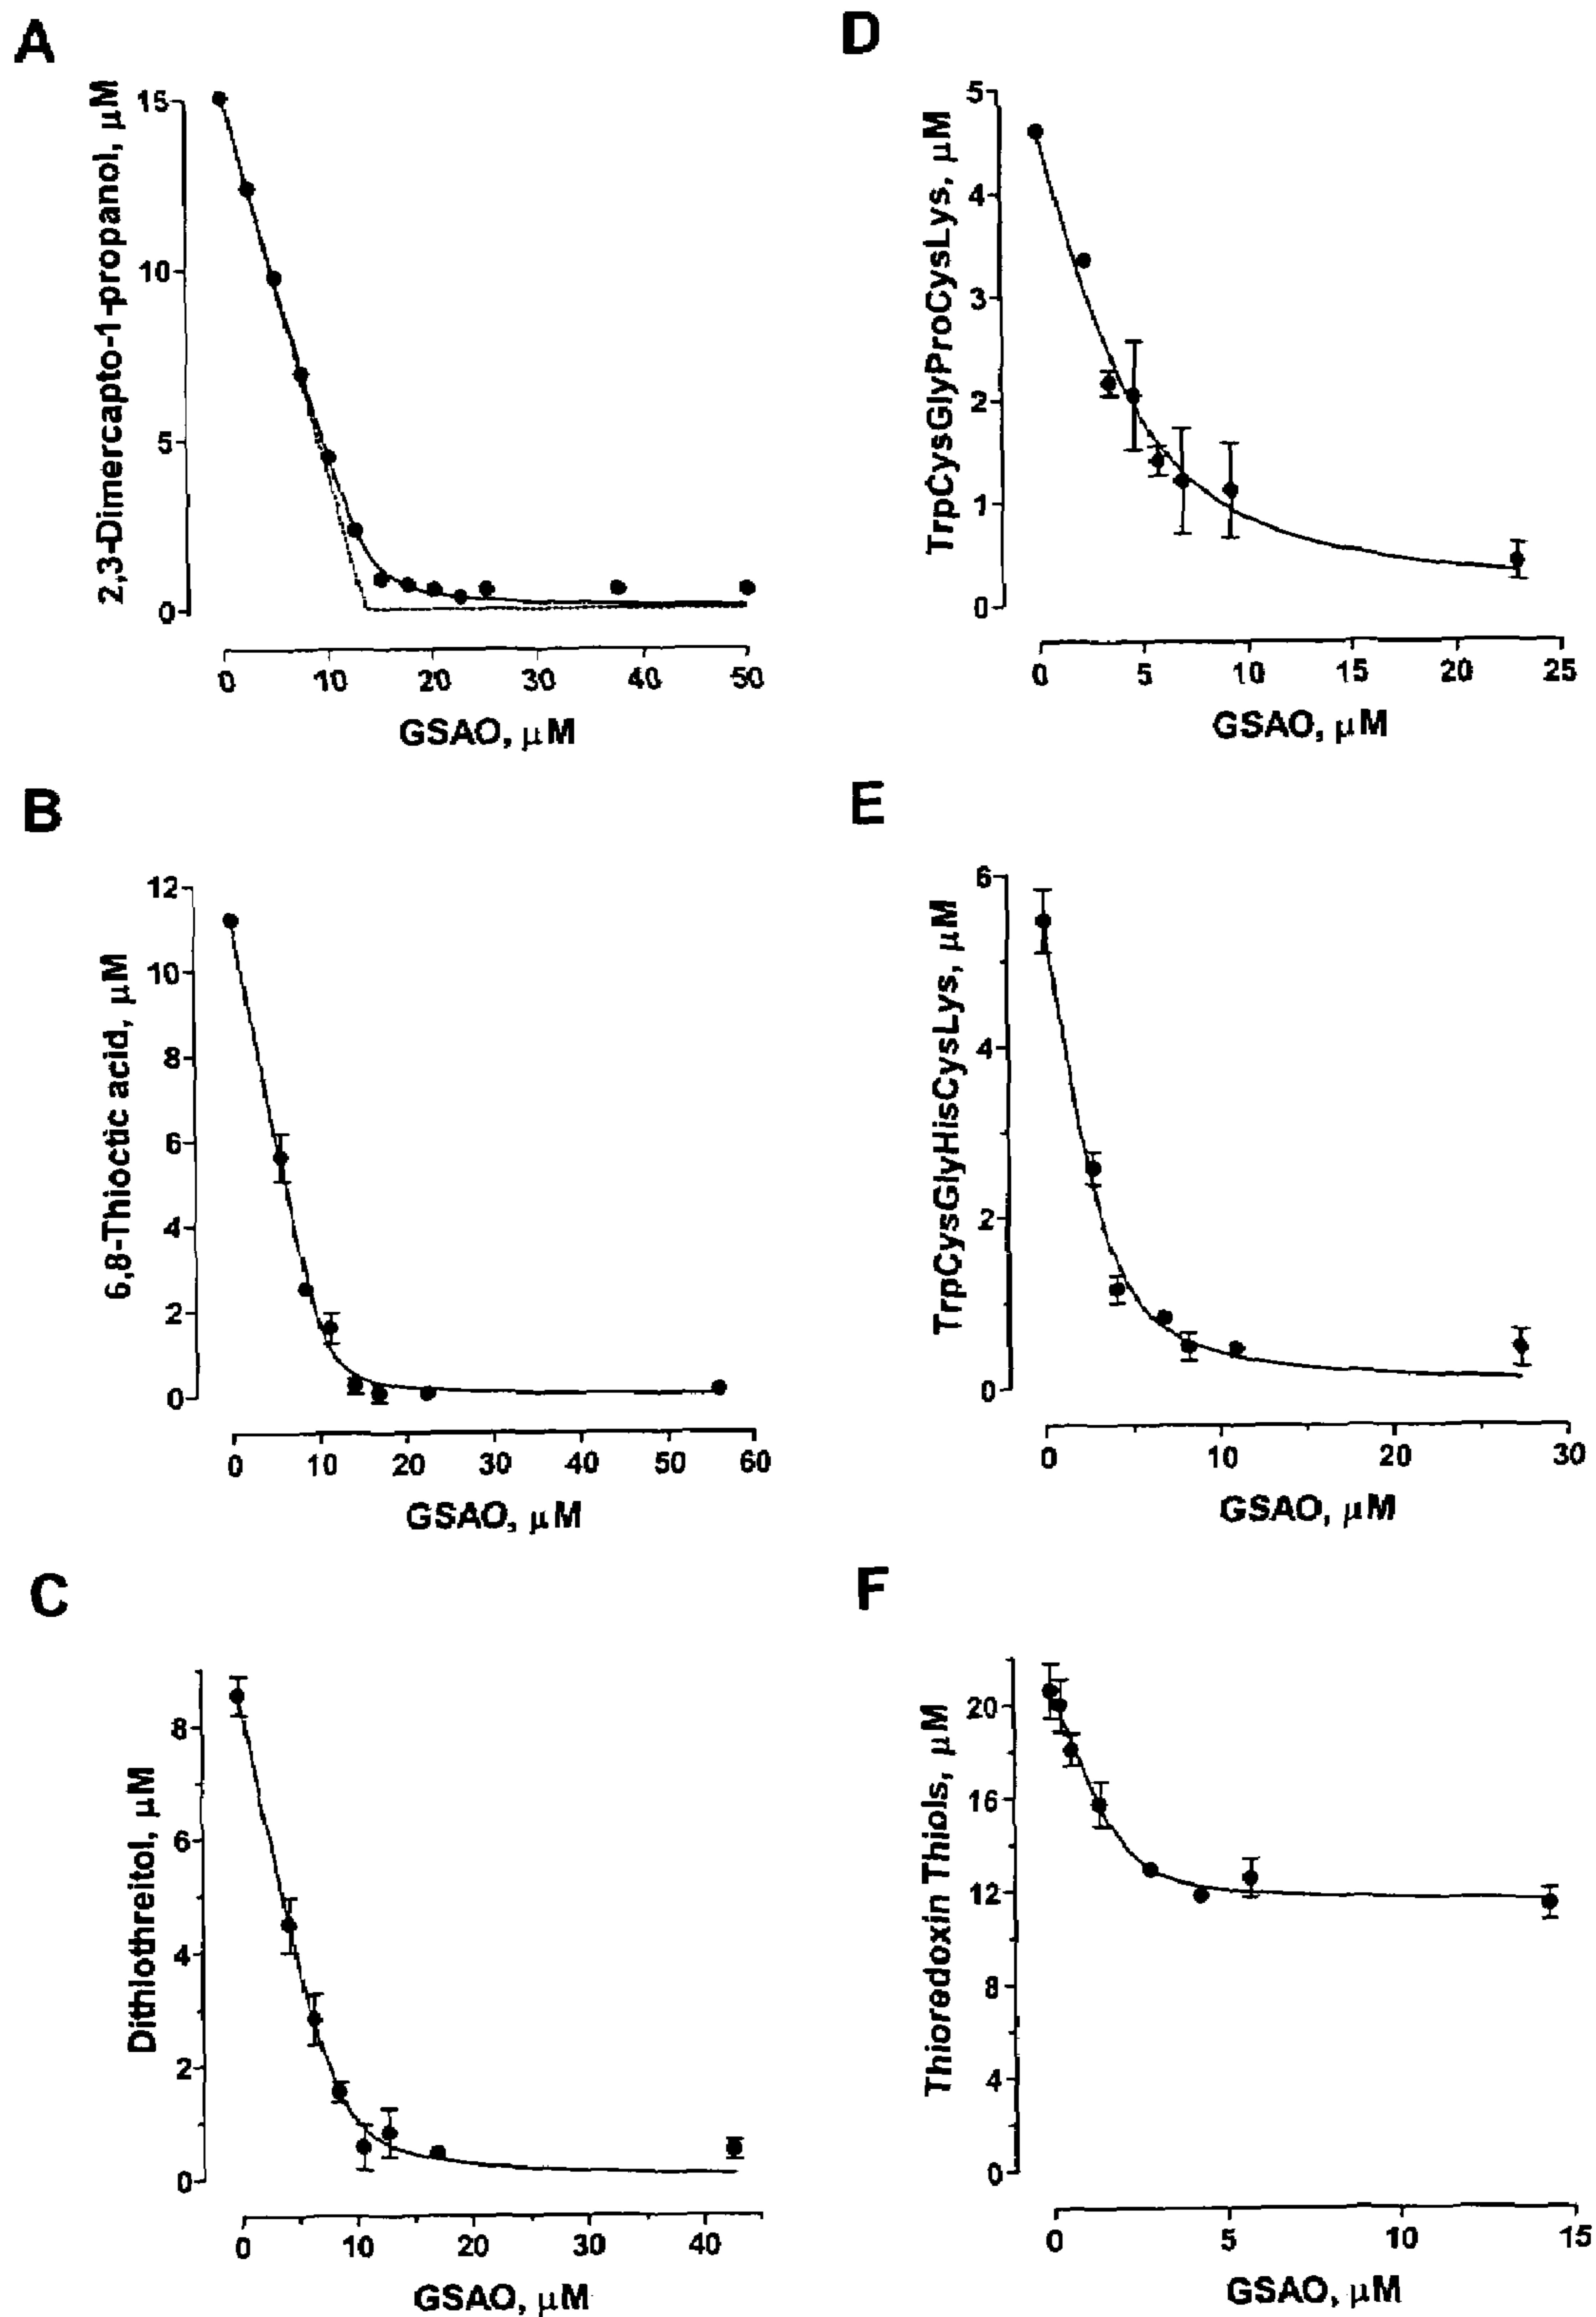 A
2,3-Dimercapto-1-propanol, µM
15
10
5
0
0 10 20 30 40 50
GSAO, µM
D
TrpCysGlyProCysLys, µM
5
4
3
2
1
0
0 5 10 15 20 25
GSAO, µM
B
6,8-Thioctic acid, µM
12
10
8
6
4
2
0
0 10 20 30 40 50 60
GSAO, µM
E
TrpCysGlyHisCysLys, µM
6
4
2
0
0 10 20 30
GSAO, µM
C
Dithiothreitol, µM
8
6
4
2
0
0 10 20 30 40
GSAO, µM
F
Thioredoxin Thiols, µM
20
16
12
8
4
0
0 5 10 15
GSAO, µM